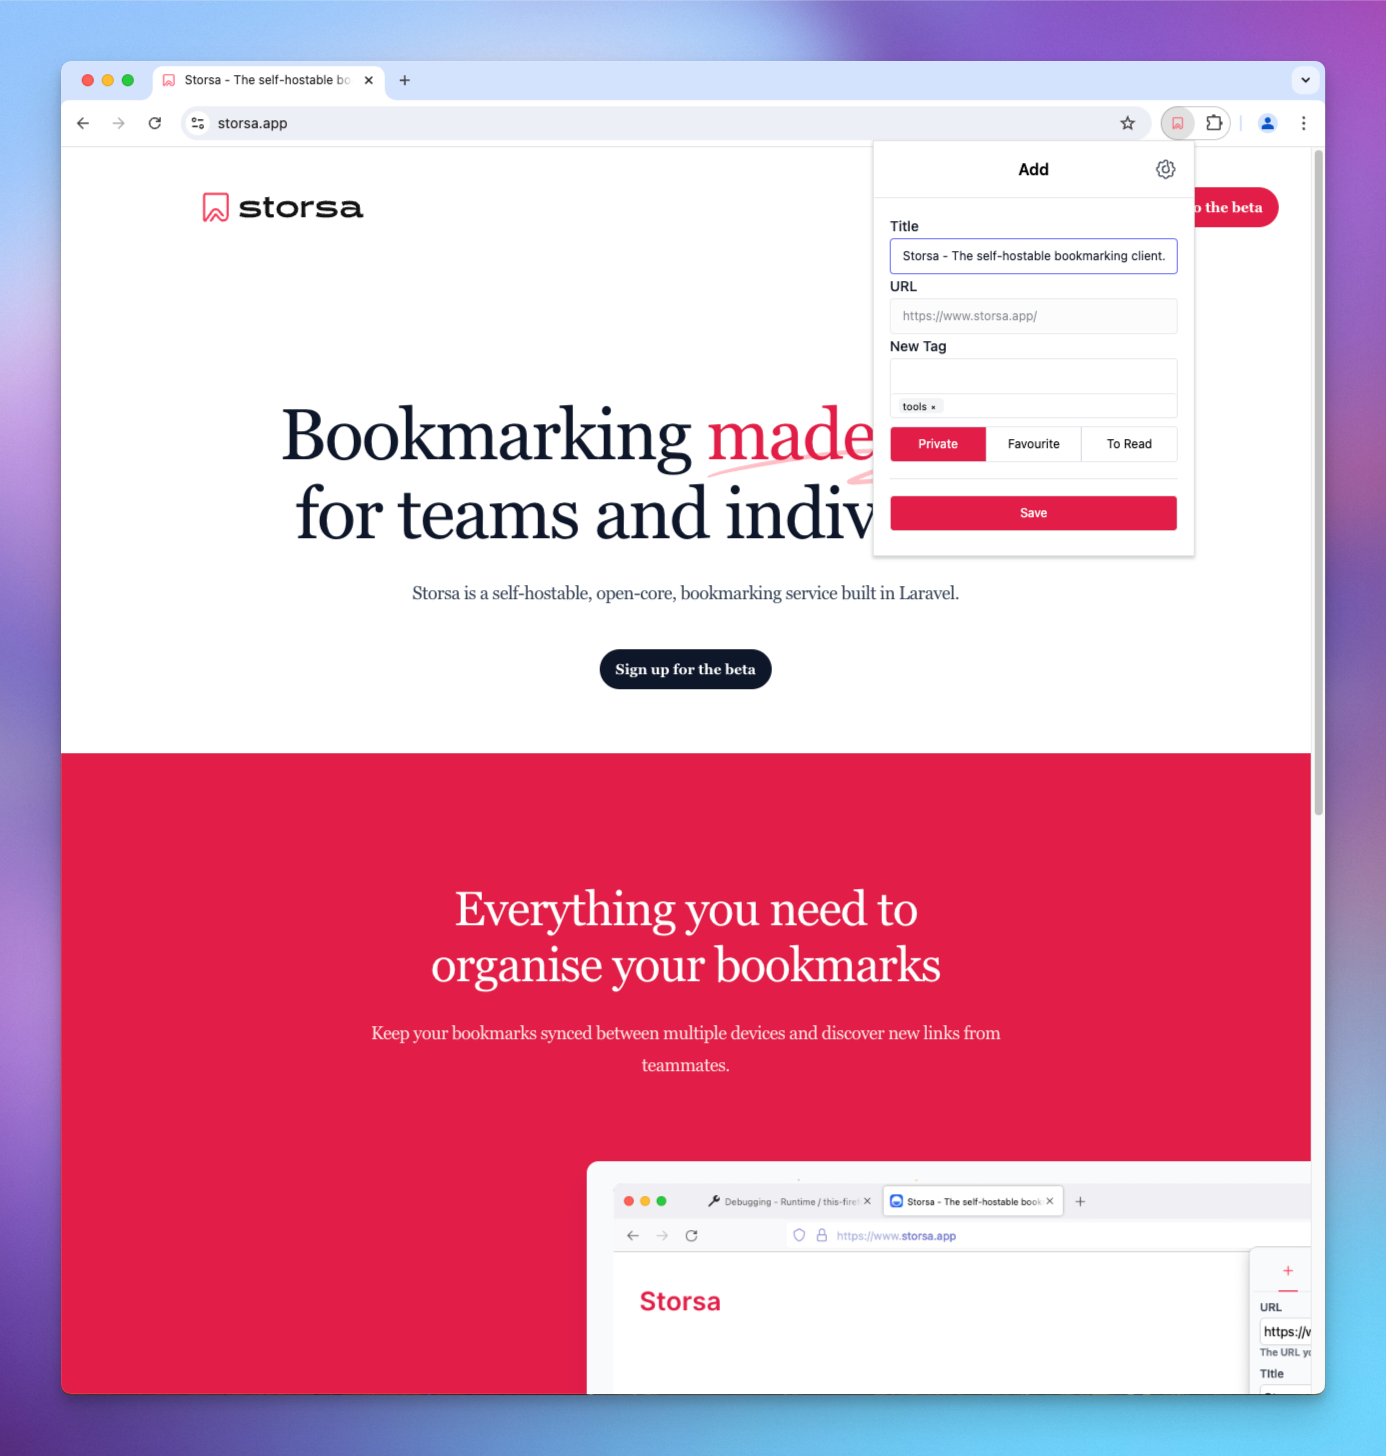 Storsa - The self-hostable bo
storsa.app
storsa
o the beta
Add
Title
Storsa - The self-hostable bookmarking client.
URL
https://www.storsa.app/
New Tag
tools ×
Private
Favourite
To Read
Save
Bookmarking made
for teams and indiv
Storsa is a self-hostable, open-core, bookmarking service built in Laravel.
Sign up for the beta
Everything you need to
organise your bookmarks
Keep your bookmarks synced between multiple devices and discover new links from
teammates.
Debugging - Runtime / this-firef
Storsa - The self-hostable book
https://www.storsa.app
Storsa
URL
https://w
The URL yo
Title